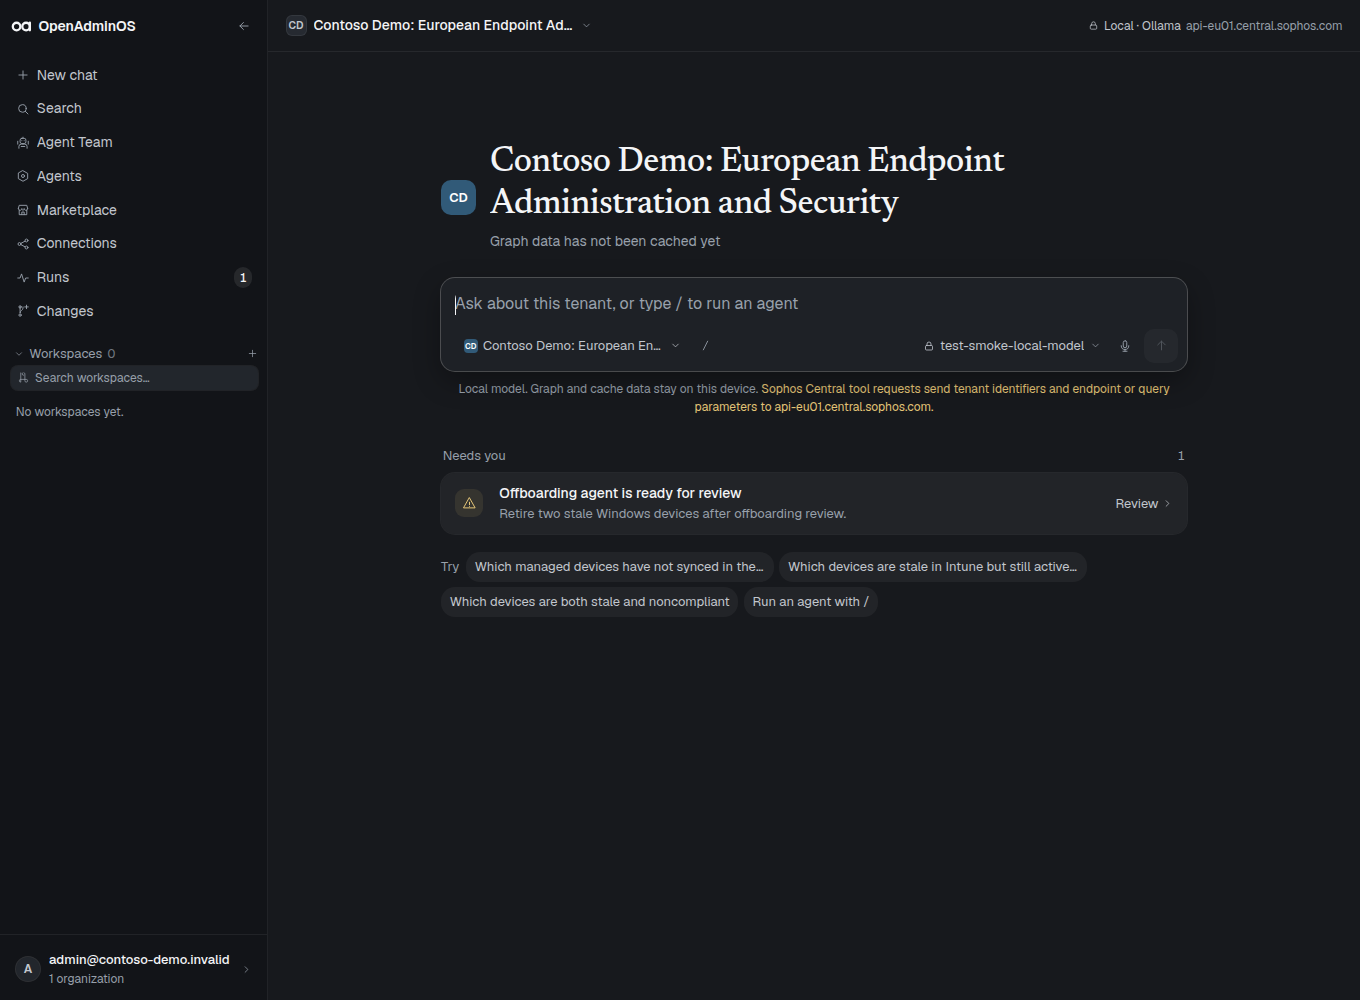 OpenAdminOS
New chat
Search
Agent Team
Agents
Marketplace
Connections
Runs 1
Changes
Workspaces 0
Search workspaces...
No workspaces yet.
A
admin@contoso-demo.invalid
1 organization
CD Contoso Demo: European Endpoint Ad...
Local · Ollama api-eu01.central.sophos.com
CD
Contoso Demo: European Endpoint
Administration and Security
Graph data has not been cached yet
Ask about this tenant, or type / to run an agent
CD Contoso Demo: European En... / test-smoke-local-model
Local model. Graph and cache data stay on this device. Sophos Central tool requests send tenant identifiers and endpoint or query
parameters to api-eu01.central.sophos.com.
Needs you 1
Offboarding agent is ready for review
Retire two stale Windows devices after offboarding review.
Review
Try Which managed devices have not synced in the... Which devices are stale in Intune but still active...
Which devices are both stale and noncompliant Run an agent with /